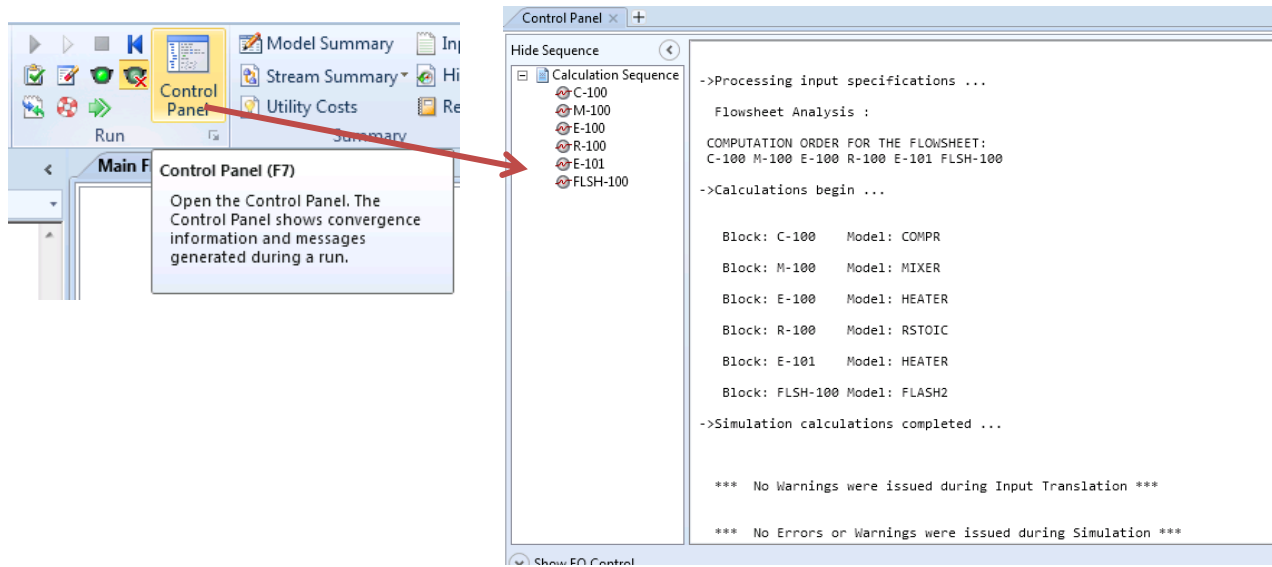 Model Summary
Stream Summary
Utility Costs
Control
Panel
Run
Summary
Main F
Control Panel (F7)
Open the Control Panel. The
Control Panel shows convergence
information and messages
generated during a run.
Control Panel
Hide Sequence
Calculation Sequence
C-100
M-100
E-100
R-100
E-101
FLSH-100
->Processing input specifications ...
Flowsheet Analysis :
COMPUTATION ORDER FOR THE FLOWSHEET:
C-100 M-100 E-100 R-100 E-101 FLSH-100
->Calculations begin ...
Block: C-100 Model: COMPR
Block: M-100 Model: MIXER
Block: E-100 Model: HEATER
Block: R-100 Model: RSTOIC
Block: E-101 Model: HEATER
Block: FLSH-100 Model: FLASH2
->Simulation calculations completed ...
*** No Warnings were issued during Input Translation ***
*** No Errors or Warnings were issued during Simulation ***
Show EO Control